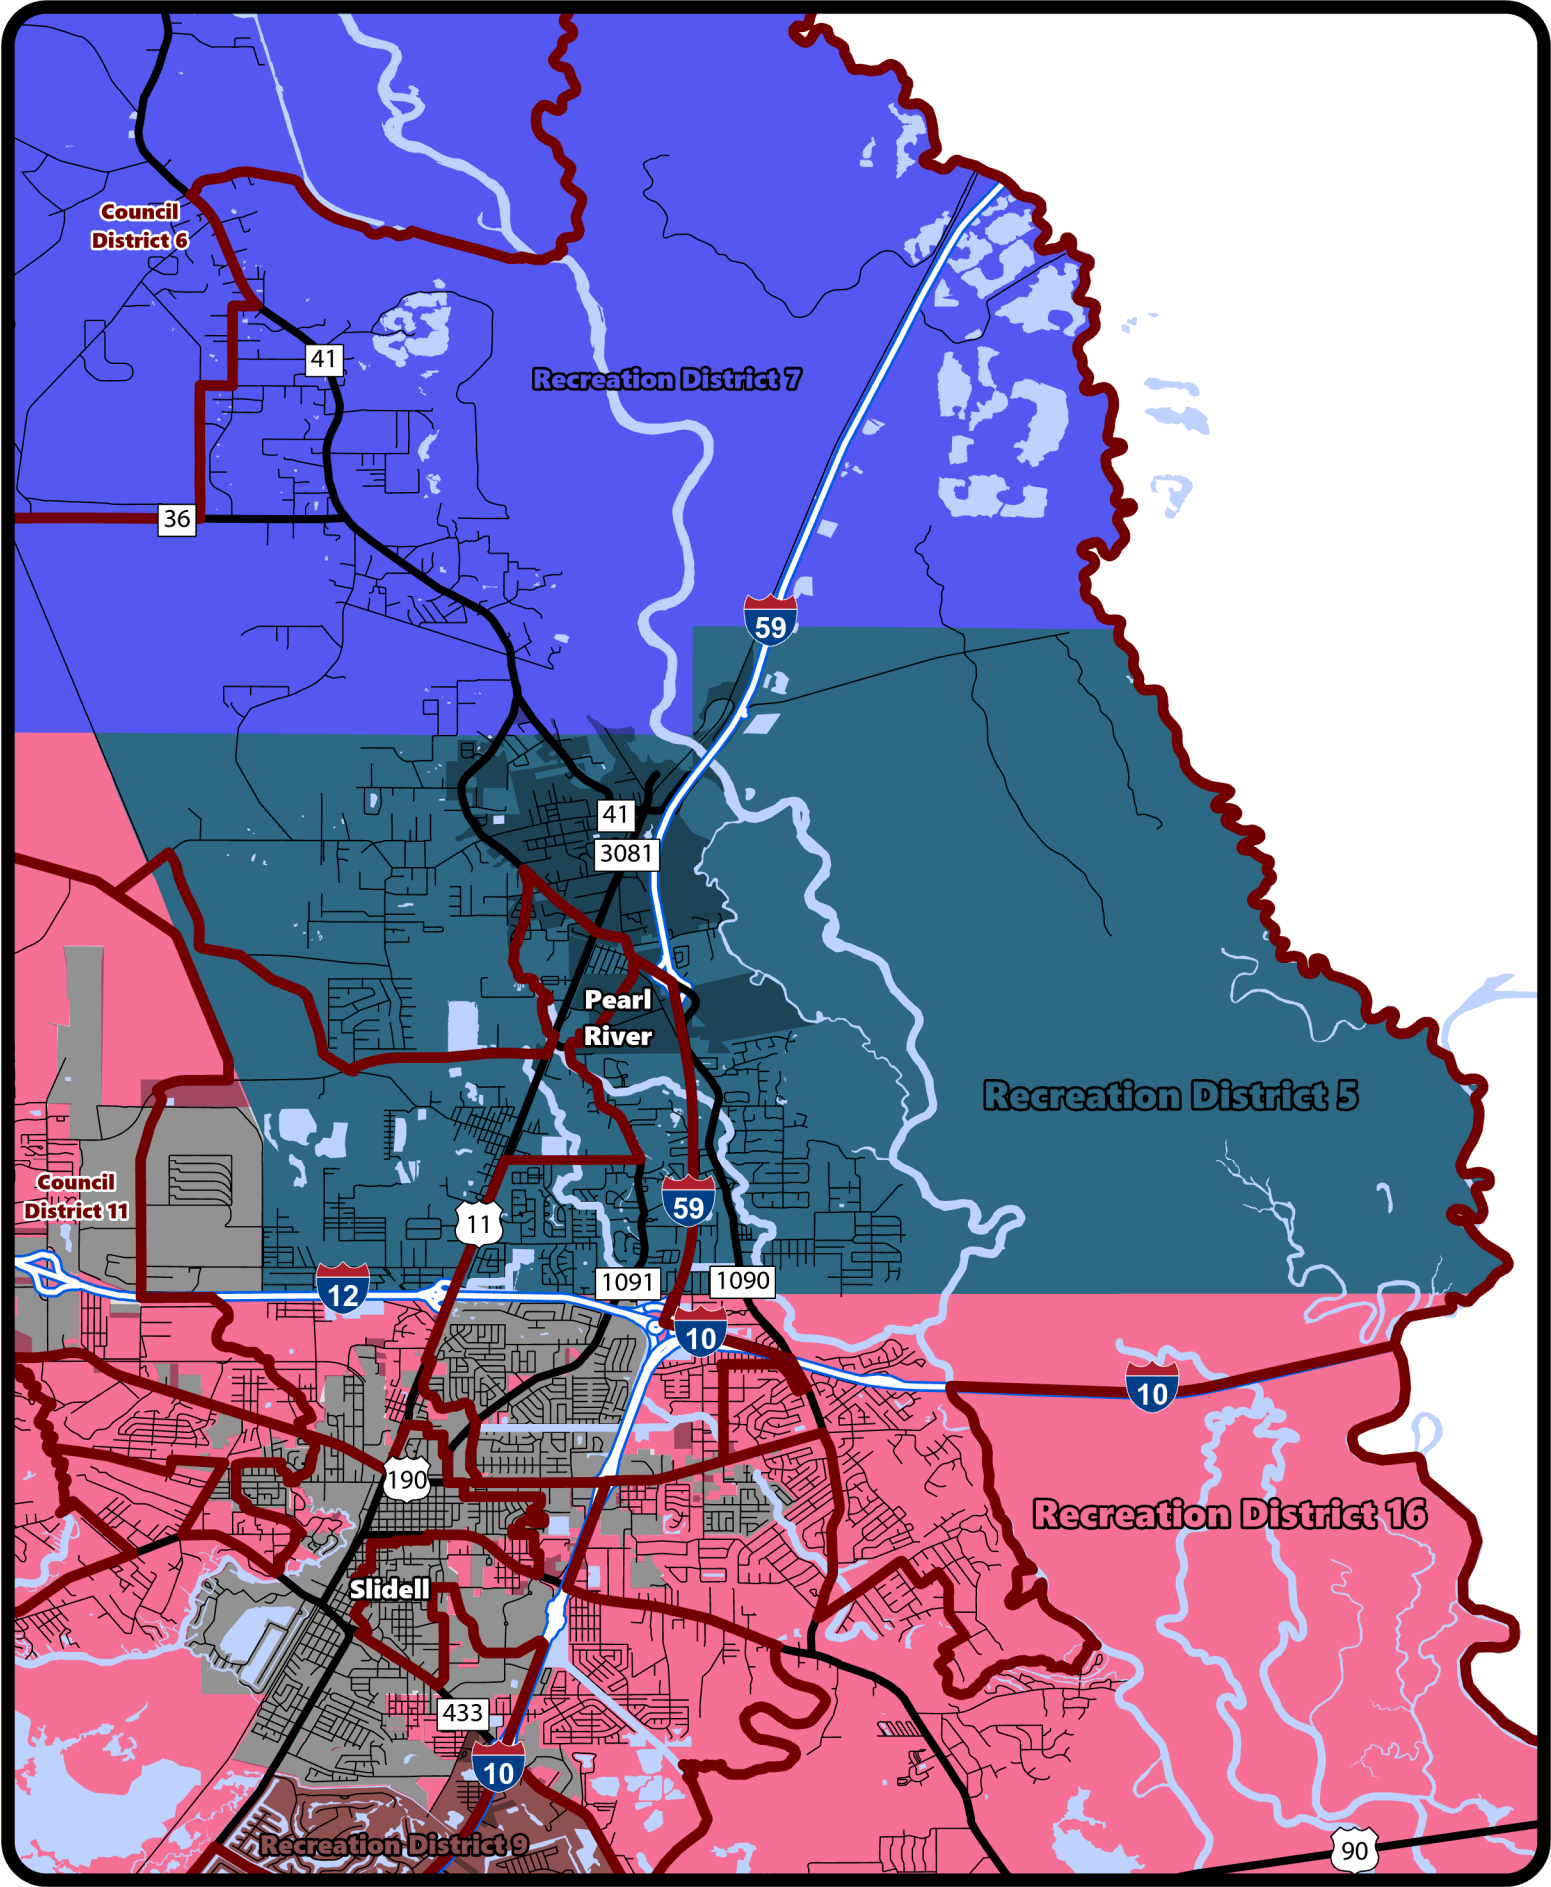 Council
District 6
41
Recreation District 7
36
59
41
3081
Pearl
River
Recreation District 5
Council
District 11
59
11
12
1091
1090
10
10
190
Recreation District 16
Slidell
433
10
Recreation District 9
90